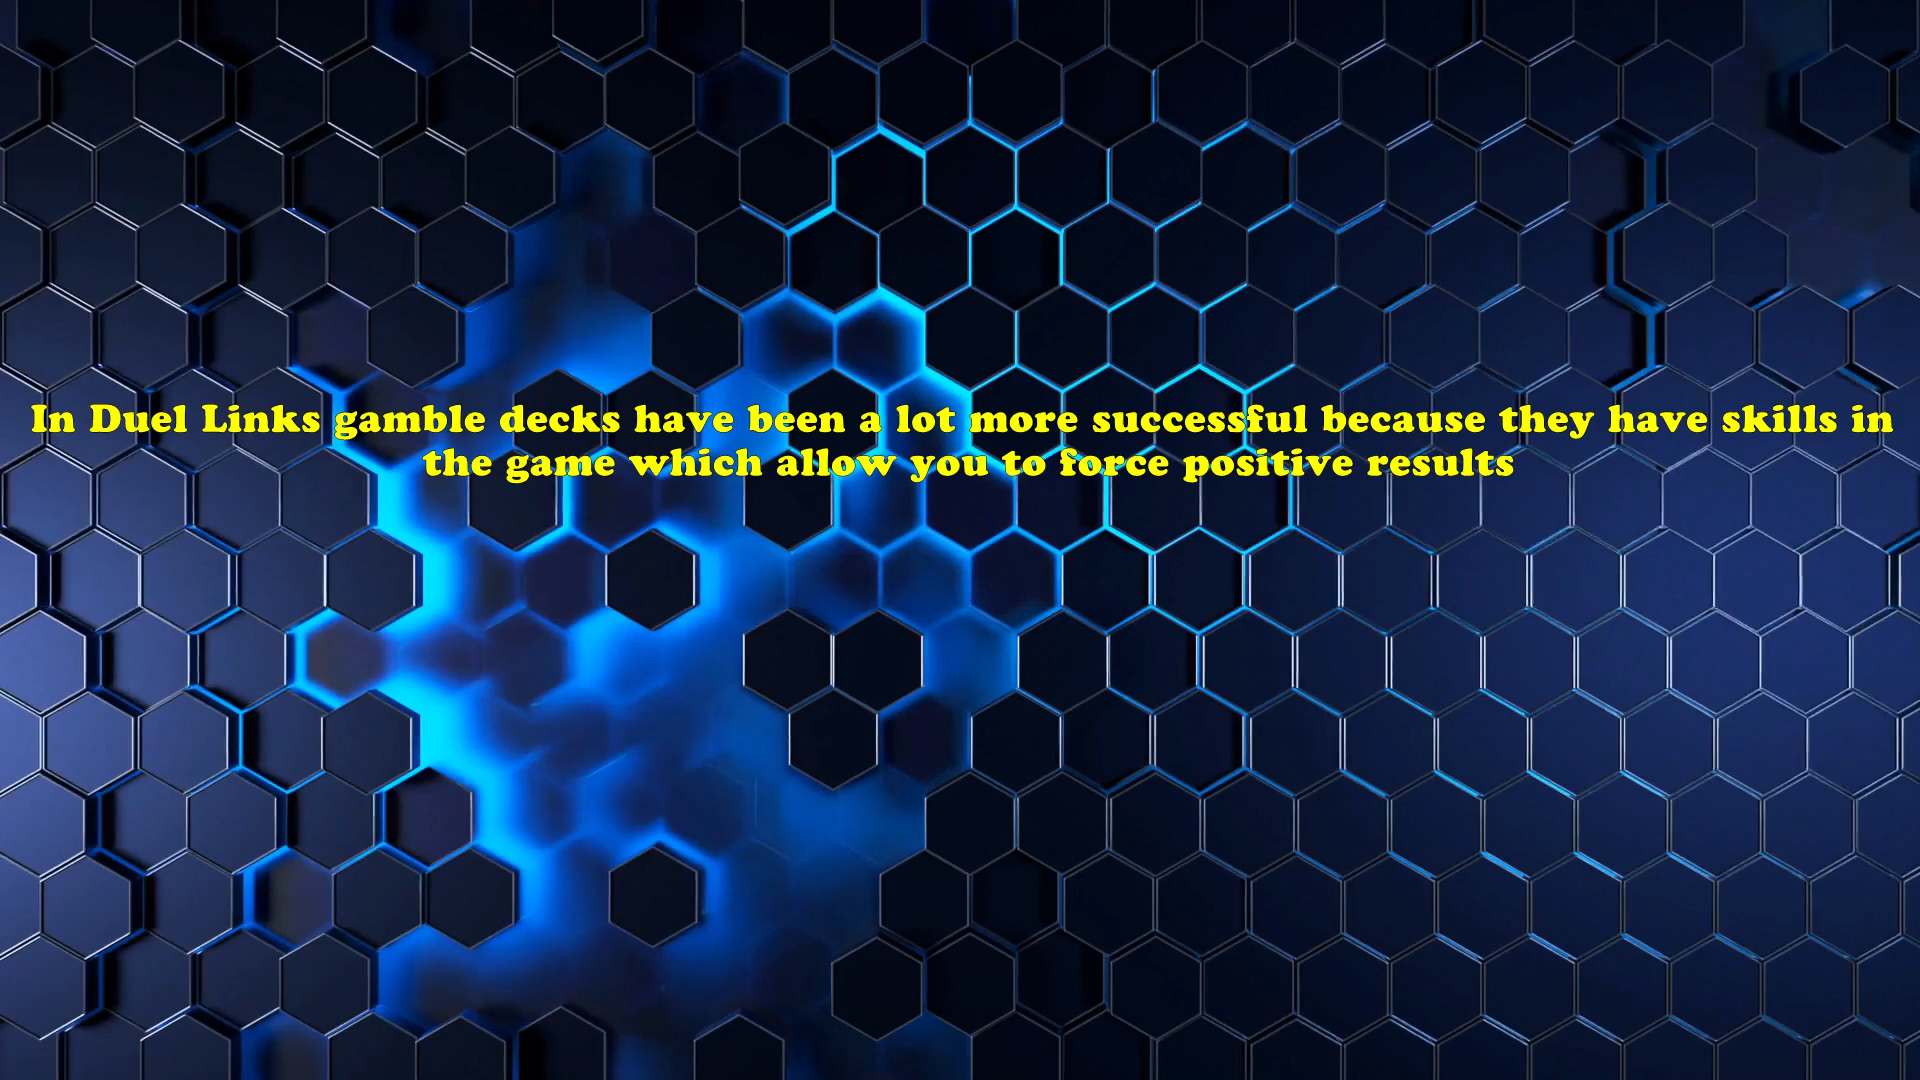 In Duel Links gamble decks have been a lot more successful because they have skills in
the game which allow you to force positive results